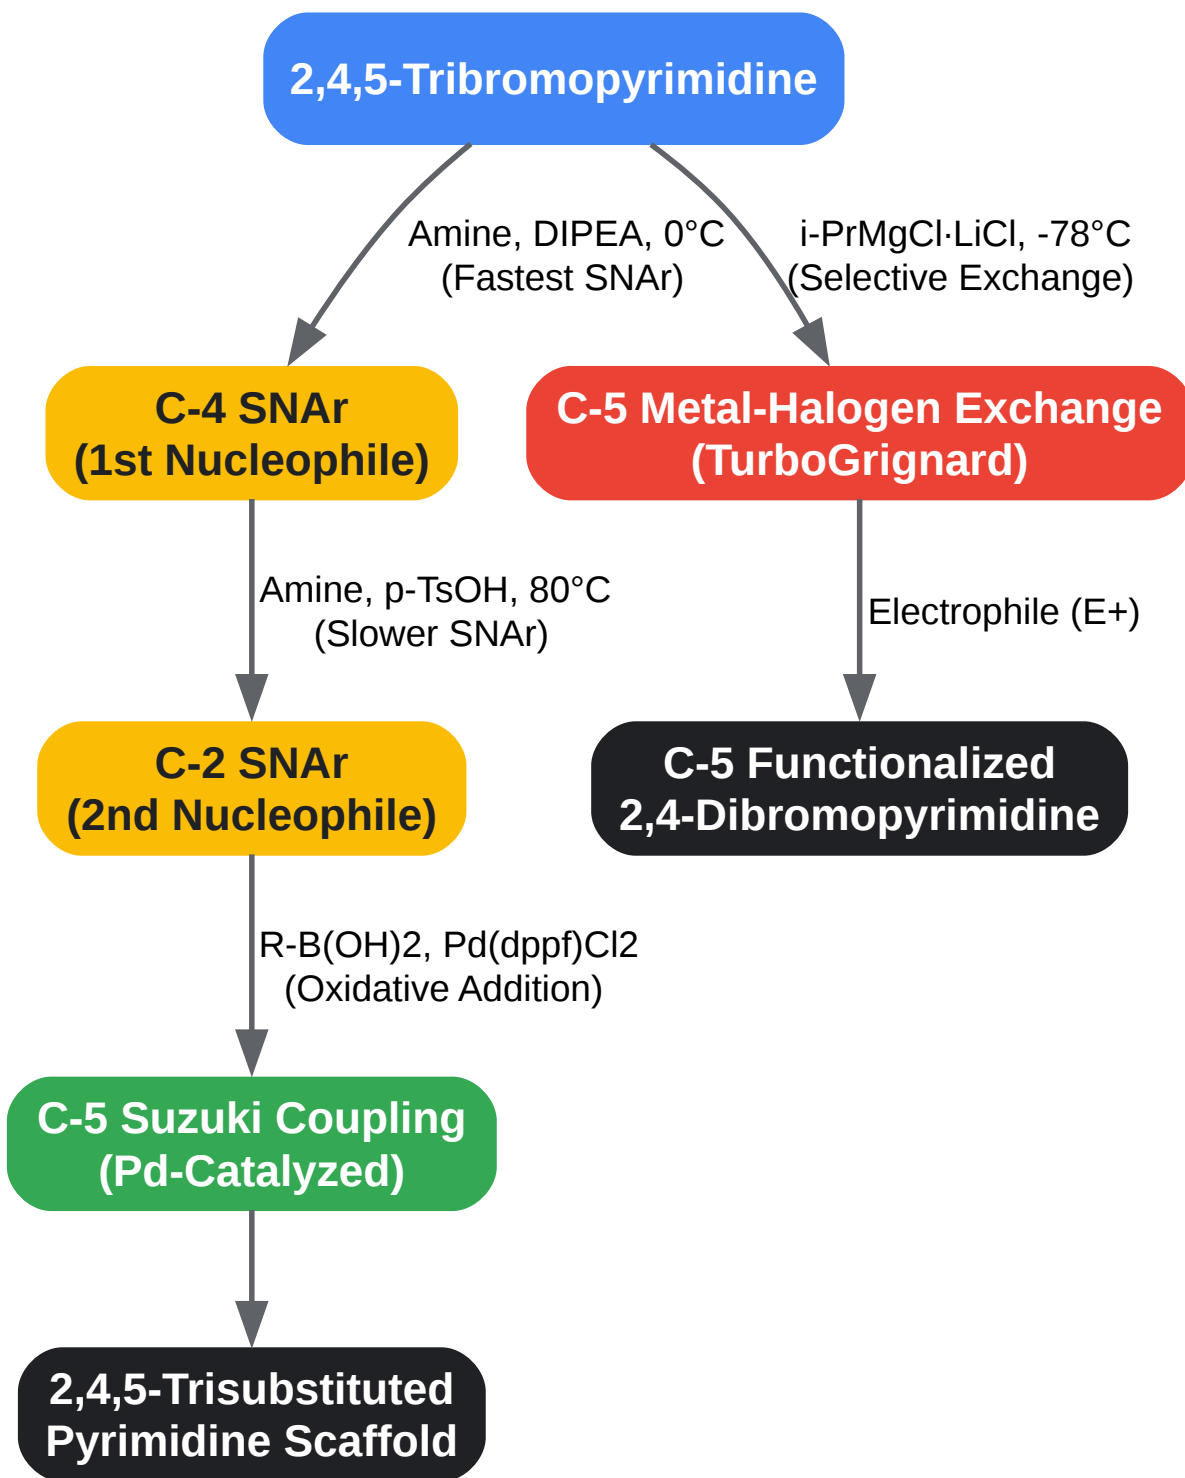 2,4,5-Tribromopyrimidine
Amine, DIPEA, 0°C
(Fastest SNAr)
i-PrMgCl·LiCl, -78°C
(Selective Exchange)
C-4 SNAr
(1st Nucleophile)
C-5 Metal-Halogen Exchange
(TurboGrignard)
Amine, p-TsOH, 80°C
(Slower SNAr)
Electrophile (E+)
C-2 SNAr
(2nd Nucleophile)
C-5 Functionalized
2,4-Dibromopyrimidine
R-B(OH)2, Pd(dppf)Cl2
(Oxidative Addition)
C-5 Suzuki Coupling
(Pd-Catalyzed)
2,4,5-Trisubstituted
Pyrimidine Scaffold